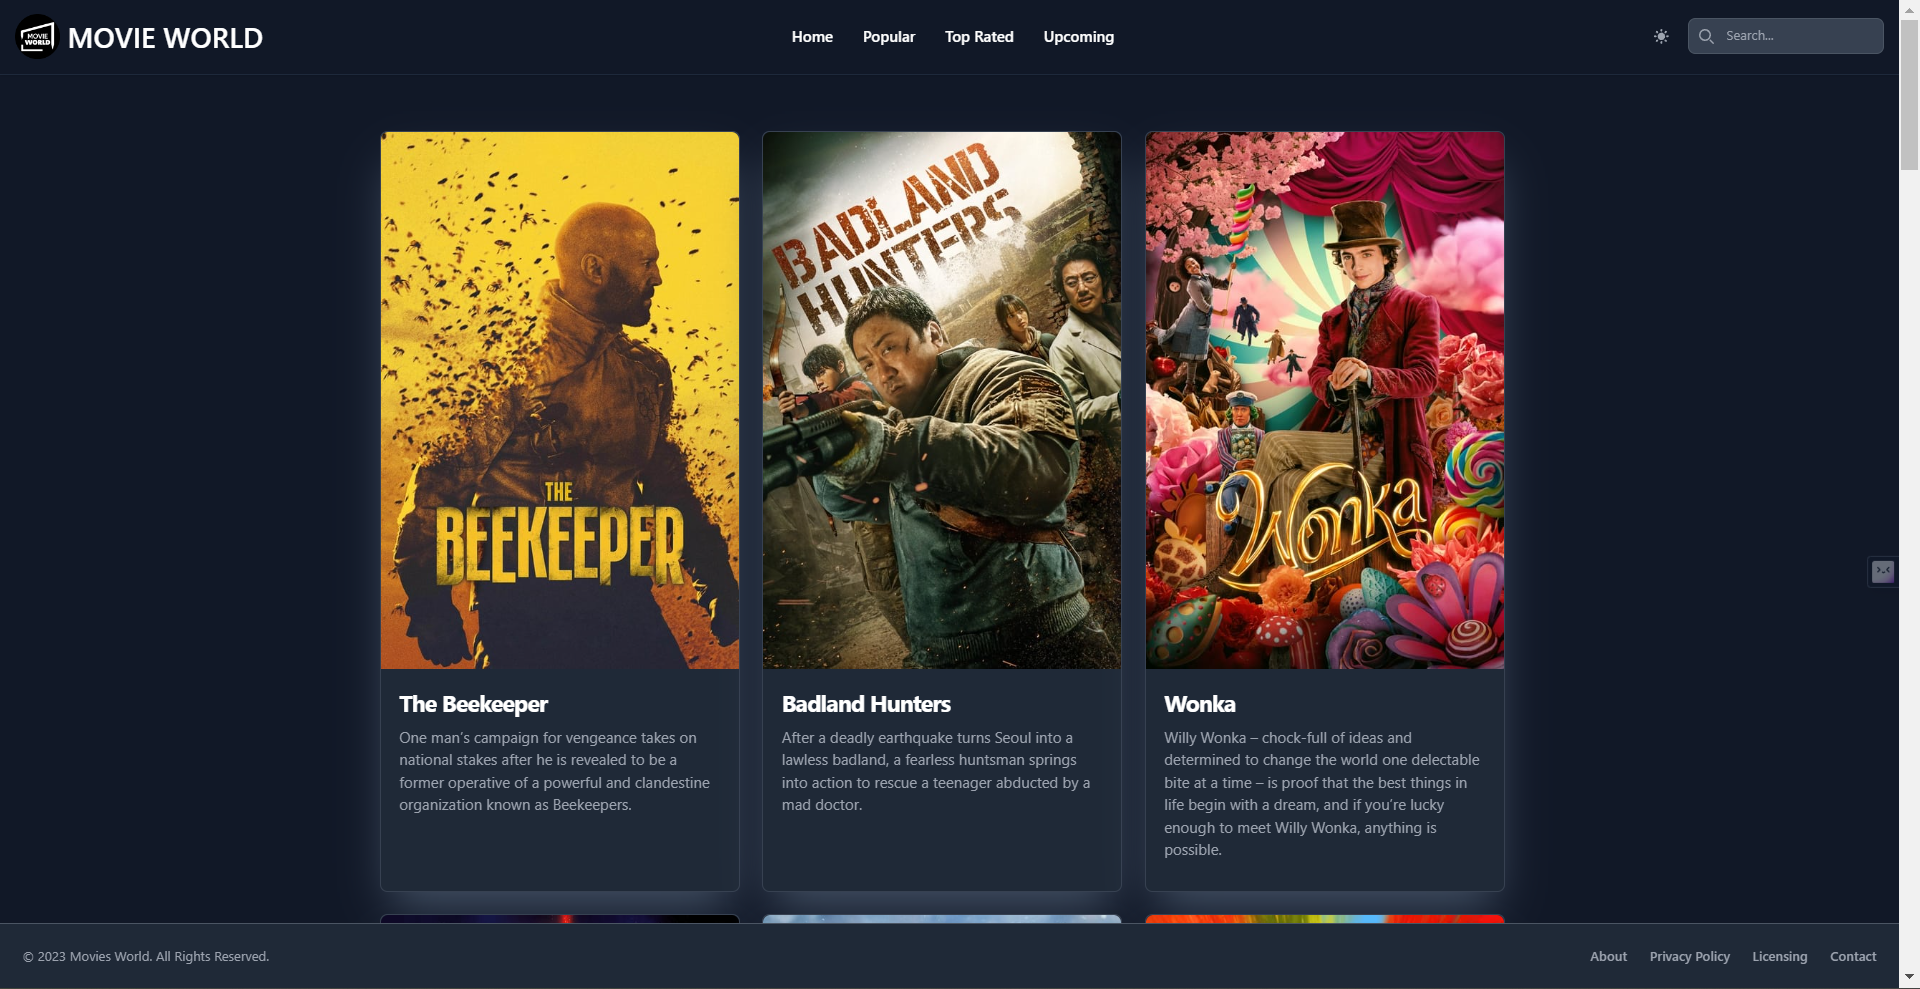 MOVIE
WORLD
MOVIE WORLD
Home
Popular
Top Rated
Upcoming
Search...
THE
BEEKEEPER
BADLAND
HUNTERS
Wonka
The Beekeeper
One man’s campaign for vengeance takes on
national stakes after he is revealed to be a
former operative of a powerful and clandestine
organization known as Beekeepers.
Badland Hunters
After a deadly earthquake turns Seoul into a
lawless badland, a fearless huntsman springs
into action to rescue a teenager abducted by a
mad doctor.
Wonka
Willy Wonka – chock-full of ideas and
determined to change the world one delectable
bite at a time – is proof that the best things in
life begin with a dream, and if you’re lucky
enough to meet Willy Wonka, anything is
possible.
© 2023 Movies World. All Rights Reserved.
About
Privacy Policy
Licensing
Contact